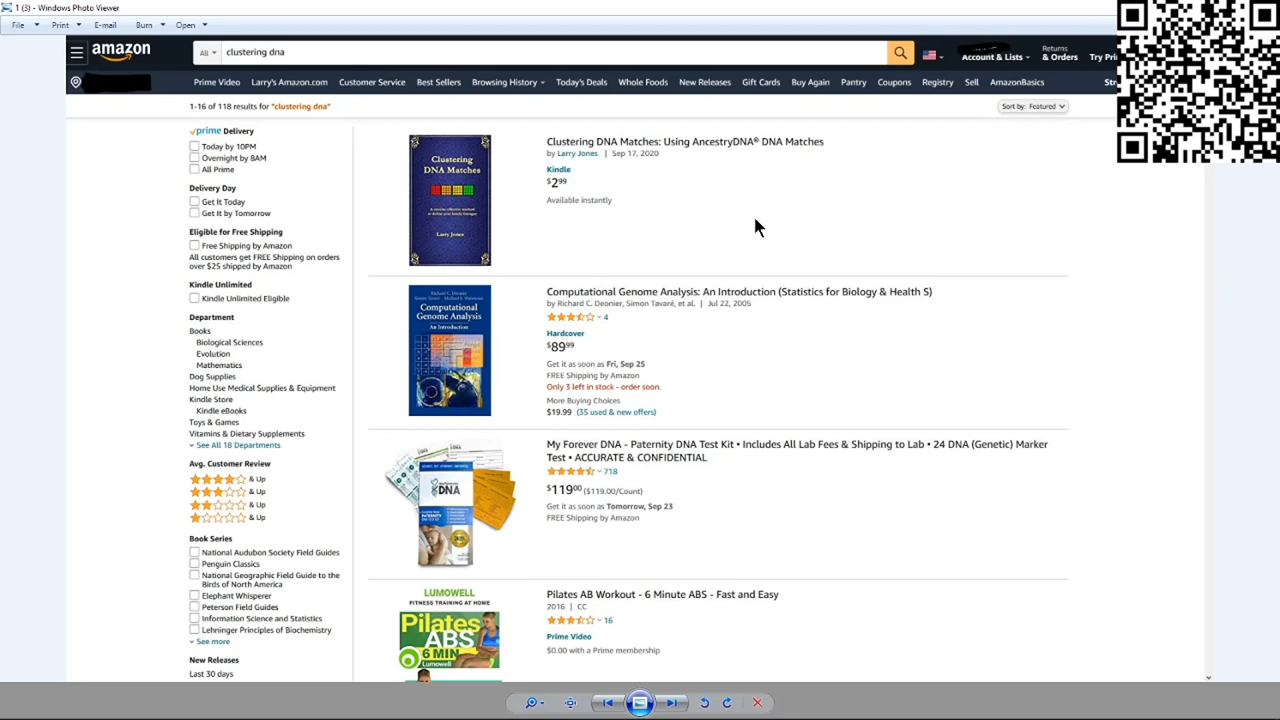 1 (3) - Windows Photo Viewer
File Print E-mail Burn Open
amazon
All clustering dna
Account & Lists
Returns
& Orders
Try Pri
Prime Video Larry's Amazon.com Customer Service Best Sellers Browsing History Today's Deals Whole Foods New Releases Gift Cards Buy Again Pantry Coupons Registry Sell AmazonBasics Str
1-16 of 118 results for "clustering dna"
Sort by: Featured
prime Delivery
Today by 10PM
Overnight by 8AM
All Prime
Delivery Day
Get It Today
Get It by Tomorrow
Eligible for Free Shipping
Free Shipping by Amazon
All customers get FREE Shipping on orders
over $25 shipped by Amazon
Kindle Unlimited
Kindle Unlimited Eligible
Department
Books
Biological Sciences
Evolution
Mathematics
Dog Supplies
Home Use Medical Supplies & Equipment
Kindle Store
Kindle eBooks
Toys & Games
Vitamins & Dietary Supplements
See All 18 Departments
Avg. Customer Review
& Up
& Up
& Up
& Up
Book Series
National Audubon Society Field Guides
Penguin Classics
National Geographic Field Guide to the
Birds of North America
Elephant Whisperer
Peterson Field Guides
Information Science and Statistics
Lehninger Principles of Biochemistry
See more
New Releases
Last 30 days
Clustering
DNA Matches
A concise effective method
to define your family lineages
Larry Jones
Clustering DNA Matches: Using AncestryDNA® DNA Matches
by Larry Jones | Sep 17, 2020
Kindle
$2.99
Available instantly
Computational
Genome Analysis
An Introduction
Computational Genome Analysis: An Introduction (Statistics for Biology & Health S)
by Richard C. Deonier, Simon Tavaré, et al. | Jul 22, 2005
4
Hardcover
$89.99
Get it as soon as Fri, Sep 25
FREE Shipping by Amazon
Only 3 left in stock - order soon.
More Buying Choices
$19.99 (35 used & new offers)
DNA
My Forever DNA - Paternity DNA Test Kit • Includes All Lab Fees & Shipping to Lab • 24 DNA (Genetic) Marker
Test • ACCURATE & CONFIDENTIAL
718
$119.00 ($119.00/Count)
Get it as soon as Tomorrow, Sep 23
FREE Shipping by Amazon
LUMOWELL
FITNESS TRAINING AT HOME
Pilates
ABS
6 MIN
Lumowell
Pilates AB Workout - 6 Minute ABS - Fast and Easy
2016 | CC
16
Prime Video
$0.00 with a Prime membership